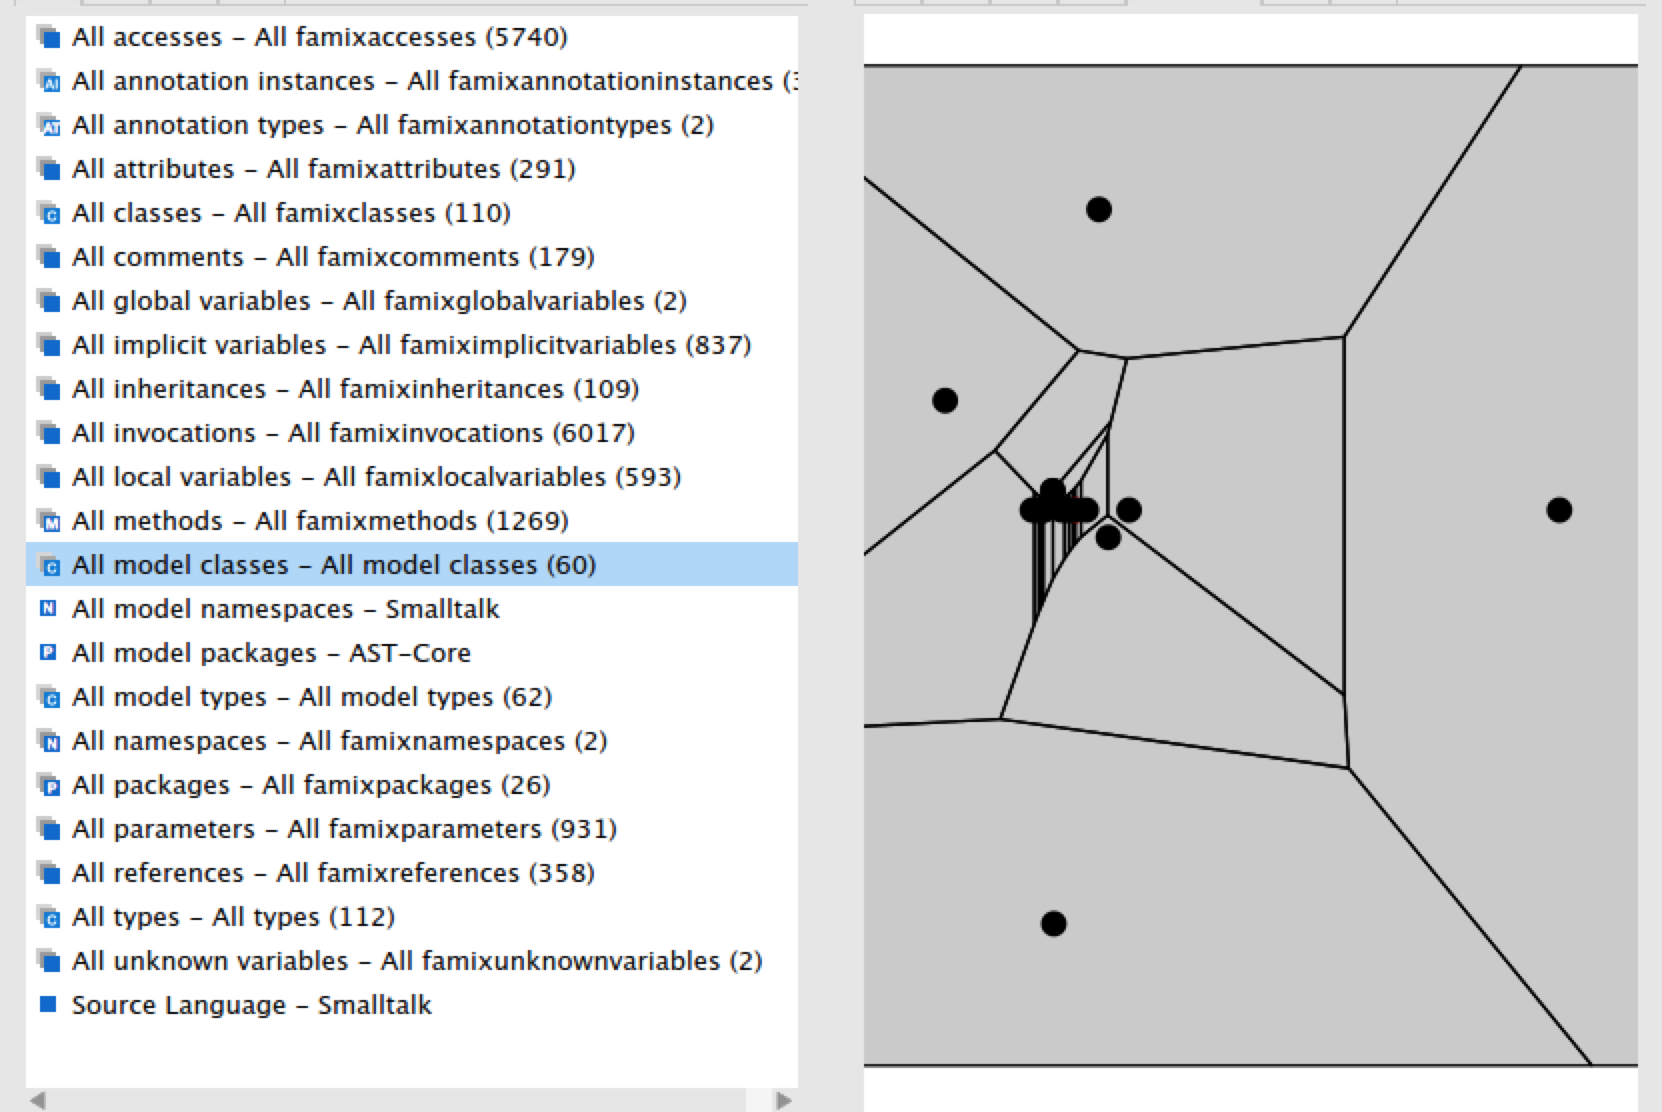 All accesses – All famixaccesses (5740)
AI All annotation instances – All famixannotationinstances (
AT All annotation types – All famixannotationtypes (2)
All attributes – All famixattributes (291)
C All classes – All famixclasses (110)
All comments – All famixcomments (179)
All global variables – All famixglobalvariables (2)
All implicit variables – All famiximplicitvariables (837)
All inheritances – All famixinheritances (109)
All invocations – All famixinvocations (6017)
All local variables – All famixlocalvariables (593)
M All methods – All famixmethods (1269)
C All model classes – All model classes (60)
N All model namespaces – Smalltalk
P All model packages – AST-Core
C All model types – All model types (62)
N All namespaces – All famixnamespaces (2)
P All packages – All famixpackages (26)
All parameters – All famixparameters (931)
All references – All famixreferences (358)
C All types – All types (112)
All unknown variables – All famixunknownvariables (2)
Source Language – Smalltalk